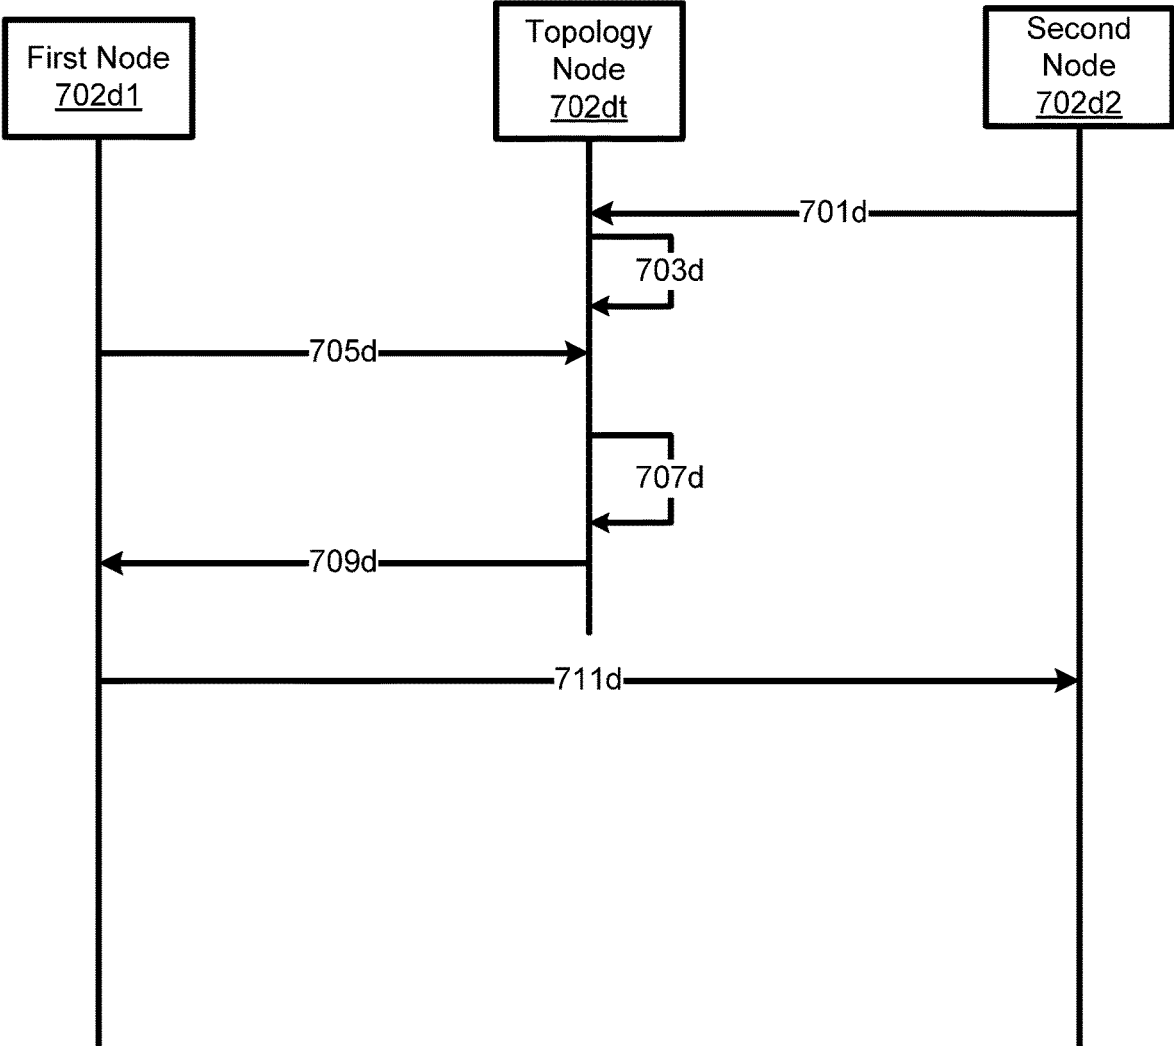 First Node
702d1
Topology
Node
702dt
Second
Node
702d2
701d
703d
705d
707d
709d
711d